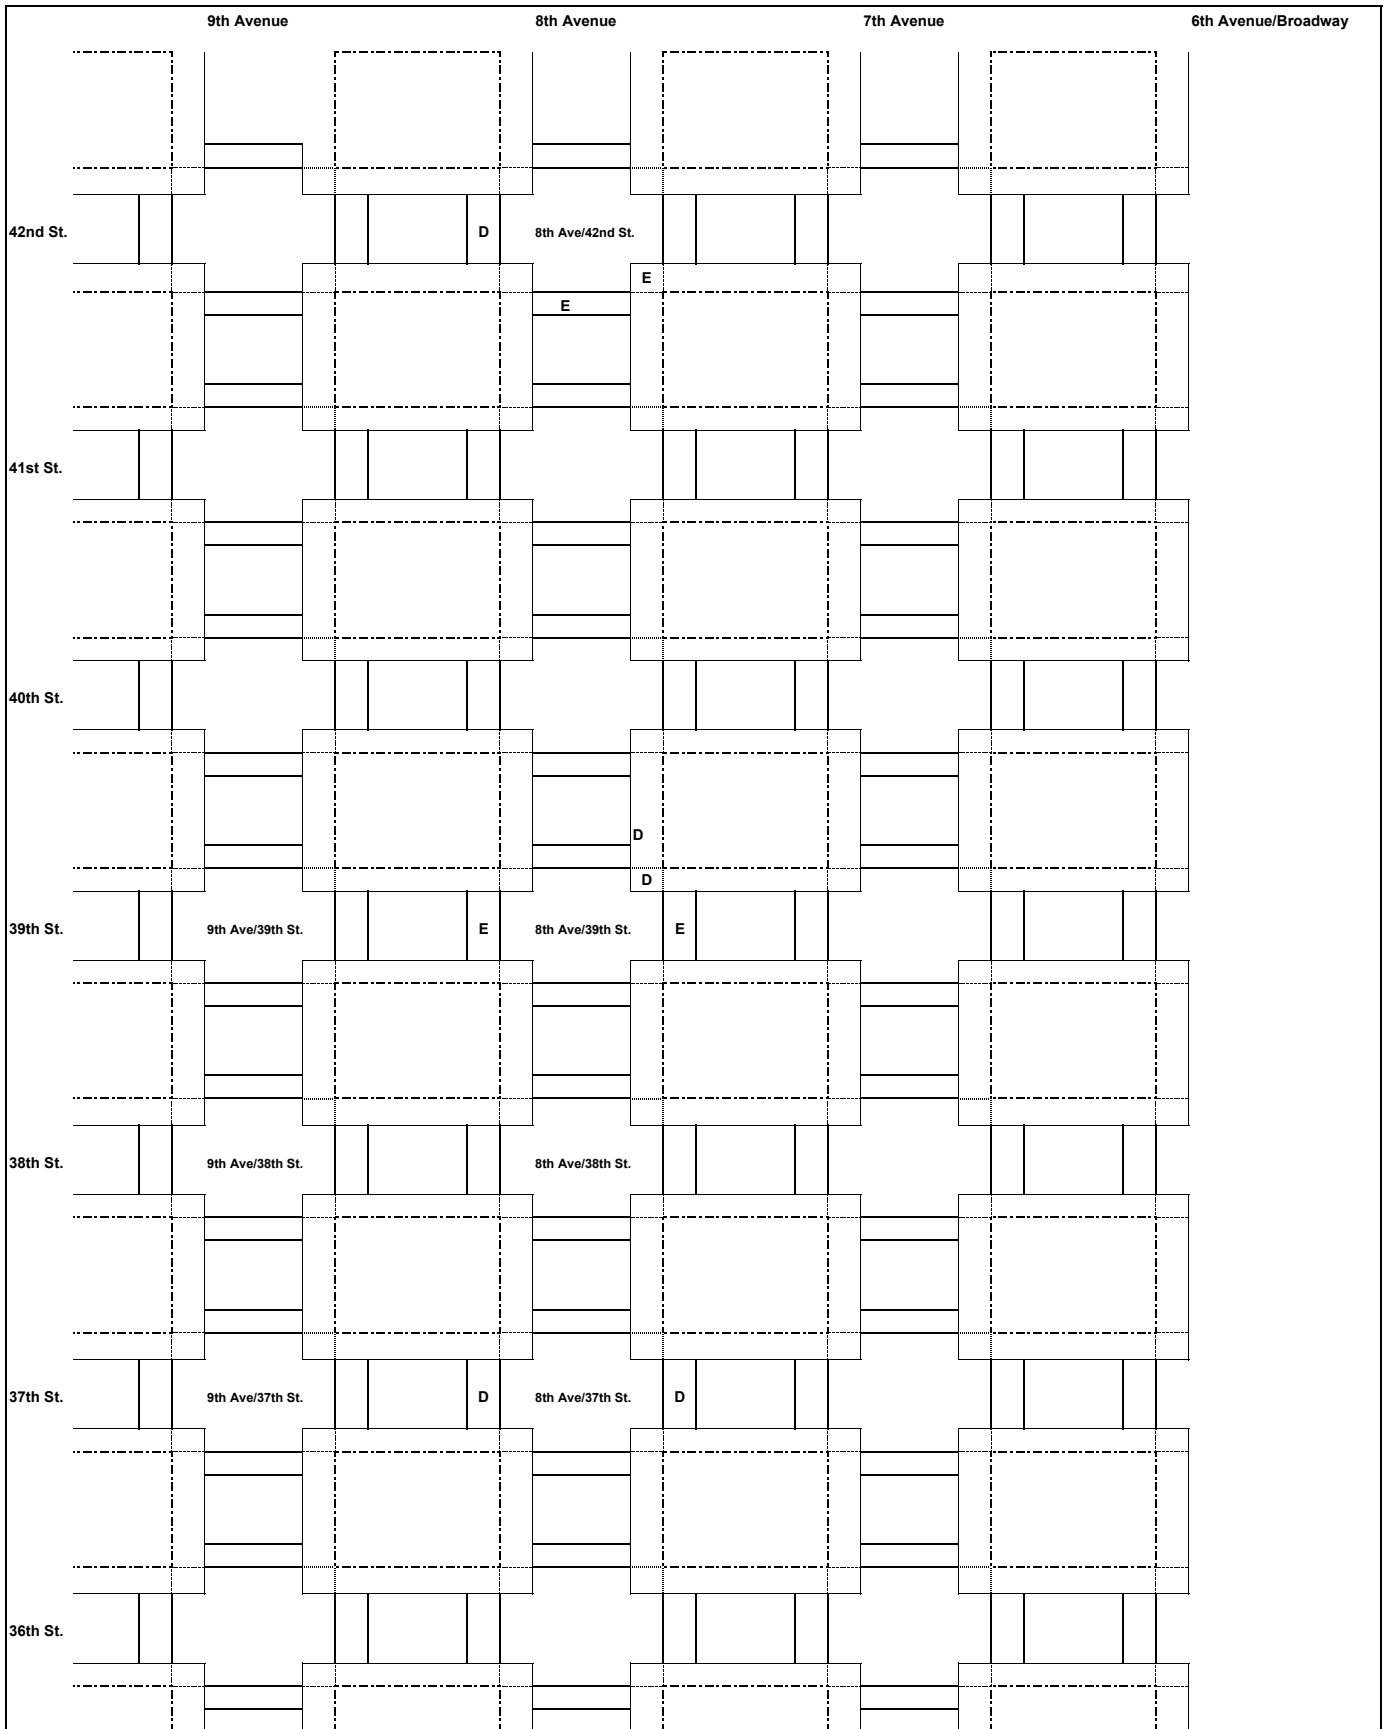 9th Avenue 8th Avenue 7th Avenue 6th Avenue/Broadway
42nd St. D 8th Ave/42nd St.
E
E
41st St.
40th St.
D
D
39th St. 9th Ave/39th St. E 8th Ave/39th St. E
38th St. 9th Ave/38th St. 8th Ave/38th St.
37th St. 9th Ave/37th St. D 8th Ave/37th St. D
36th St.